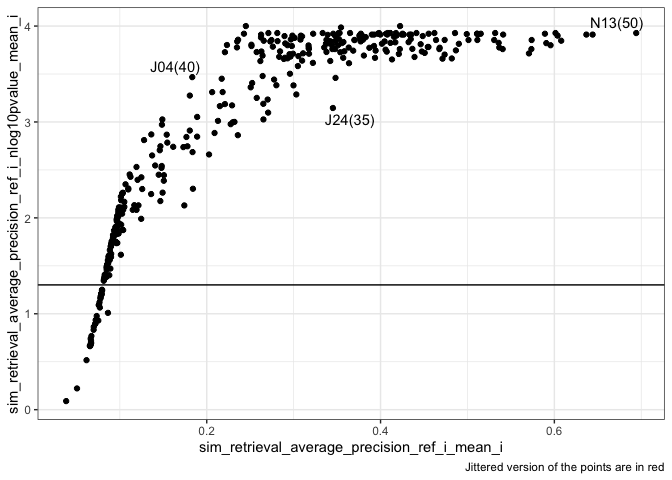 sim_retrieval_average_precision_ref_i_nlog10pvalue_mean_i
4
3
2
1
0
N13(50)
J04(40)
J24(35)
0.2
0.4
0.6
sim_retrieval_average_precision_ref_i_mean_i
Jittered version of the points are in red